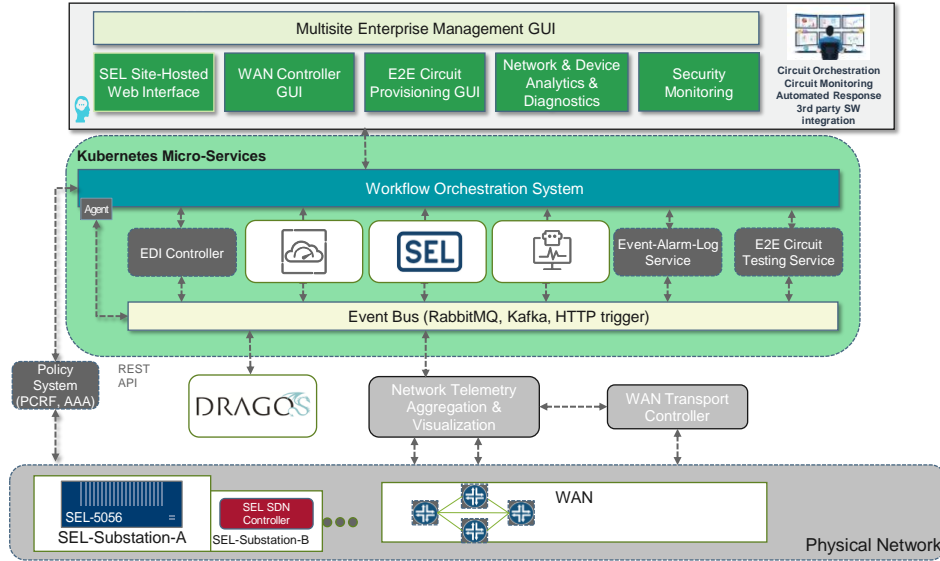 Multisite Enterprise Management GUI
SEL Site-Hosted
Web Interface
WAN Controller
GUI
E2E Circuit
Provisioning GUI
Network & Device
Analytics &
Diagnostics
Security
Monitoring
Circuit Orchestration
Circuit Monitoring
Automated Response
3rd party SW
integration
Kubernetes Micro-Services
Workflow Orchestration System
Agent
EDI Controller
SEL
Event-Alarm-Log
Service
E2E Circuit
Testing Service
Event Bus (RabbitMQ, Kafka, HTTP trigger)
Policy
System
(PCRF, AAA)
REST
API
DRAGOS
Network Telemetry
Aggregation &
Visualization
WAN Transport
Controller
SEL-5056
SEL-Substation-A
SEL SDN
Controller
SEL-Substation-B
WAN
Physical Network